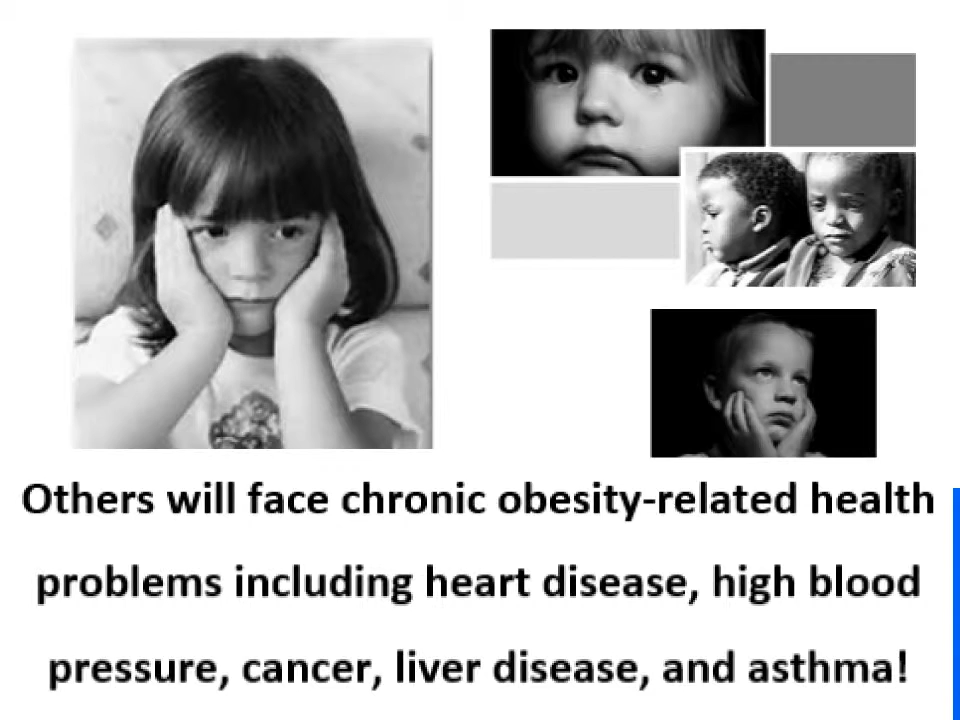 Others will face chronic obesity-related health
problems including heart disease, high blood
pressure, cancer, liver disease, and asthma!